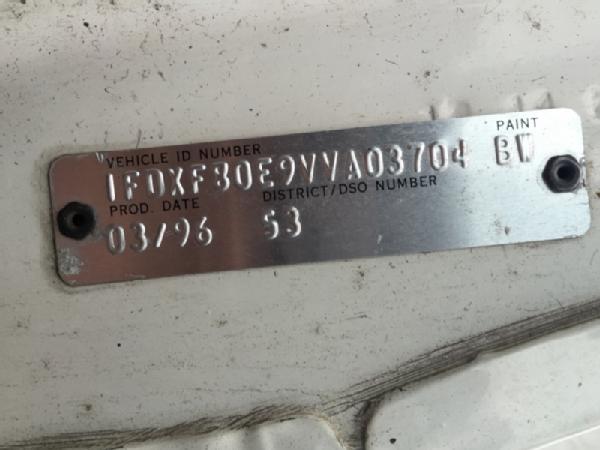 VEHICLE ID NUMBER PAINT
1FDXF80E9VVA03704 BW
PROD. DATE DISTRICT/DSO NUMBER
03/96 53